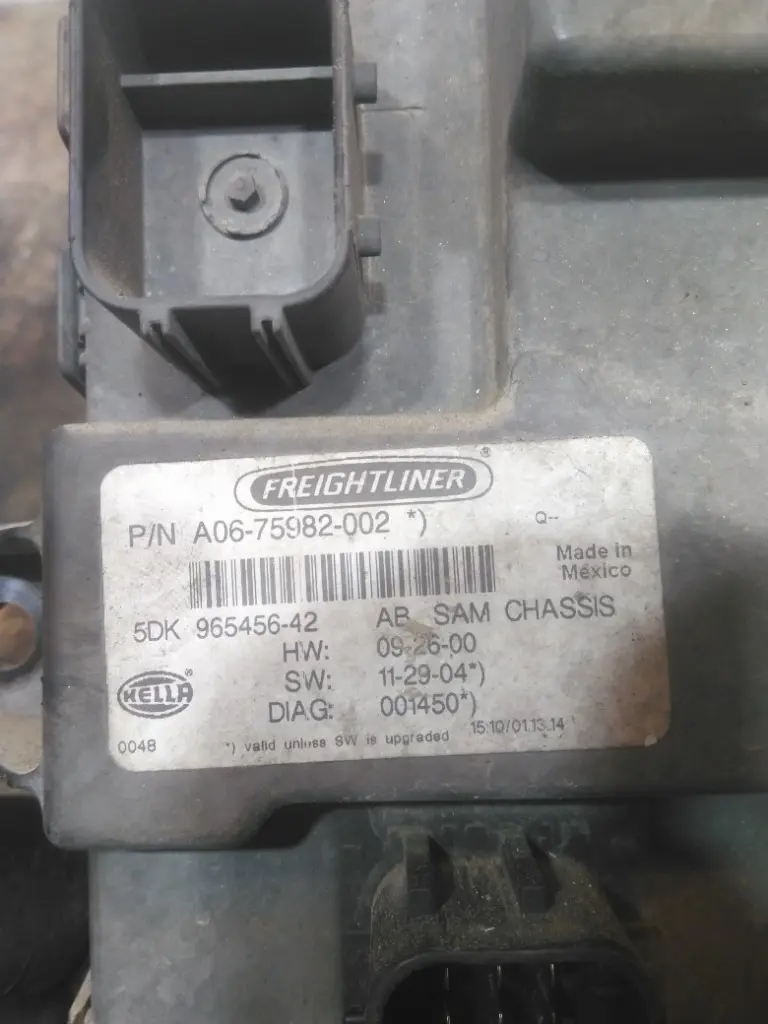 FREIGHTLINER®
P/N A06-75982-002 *)
Q--
Made in
México
5DK 965456-42 AB SAM CHASSIS
HW: 09-26-00
SW: 11-29-04*)
DIAG: 001450*)
HELLA®
0048
*) valid unless SW is upgraded
15:10/01.13.14